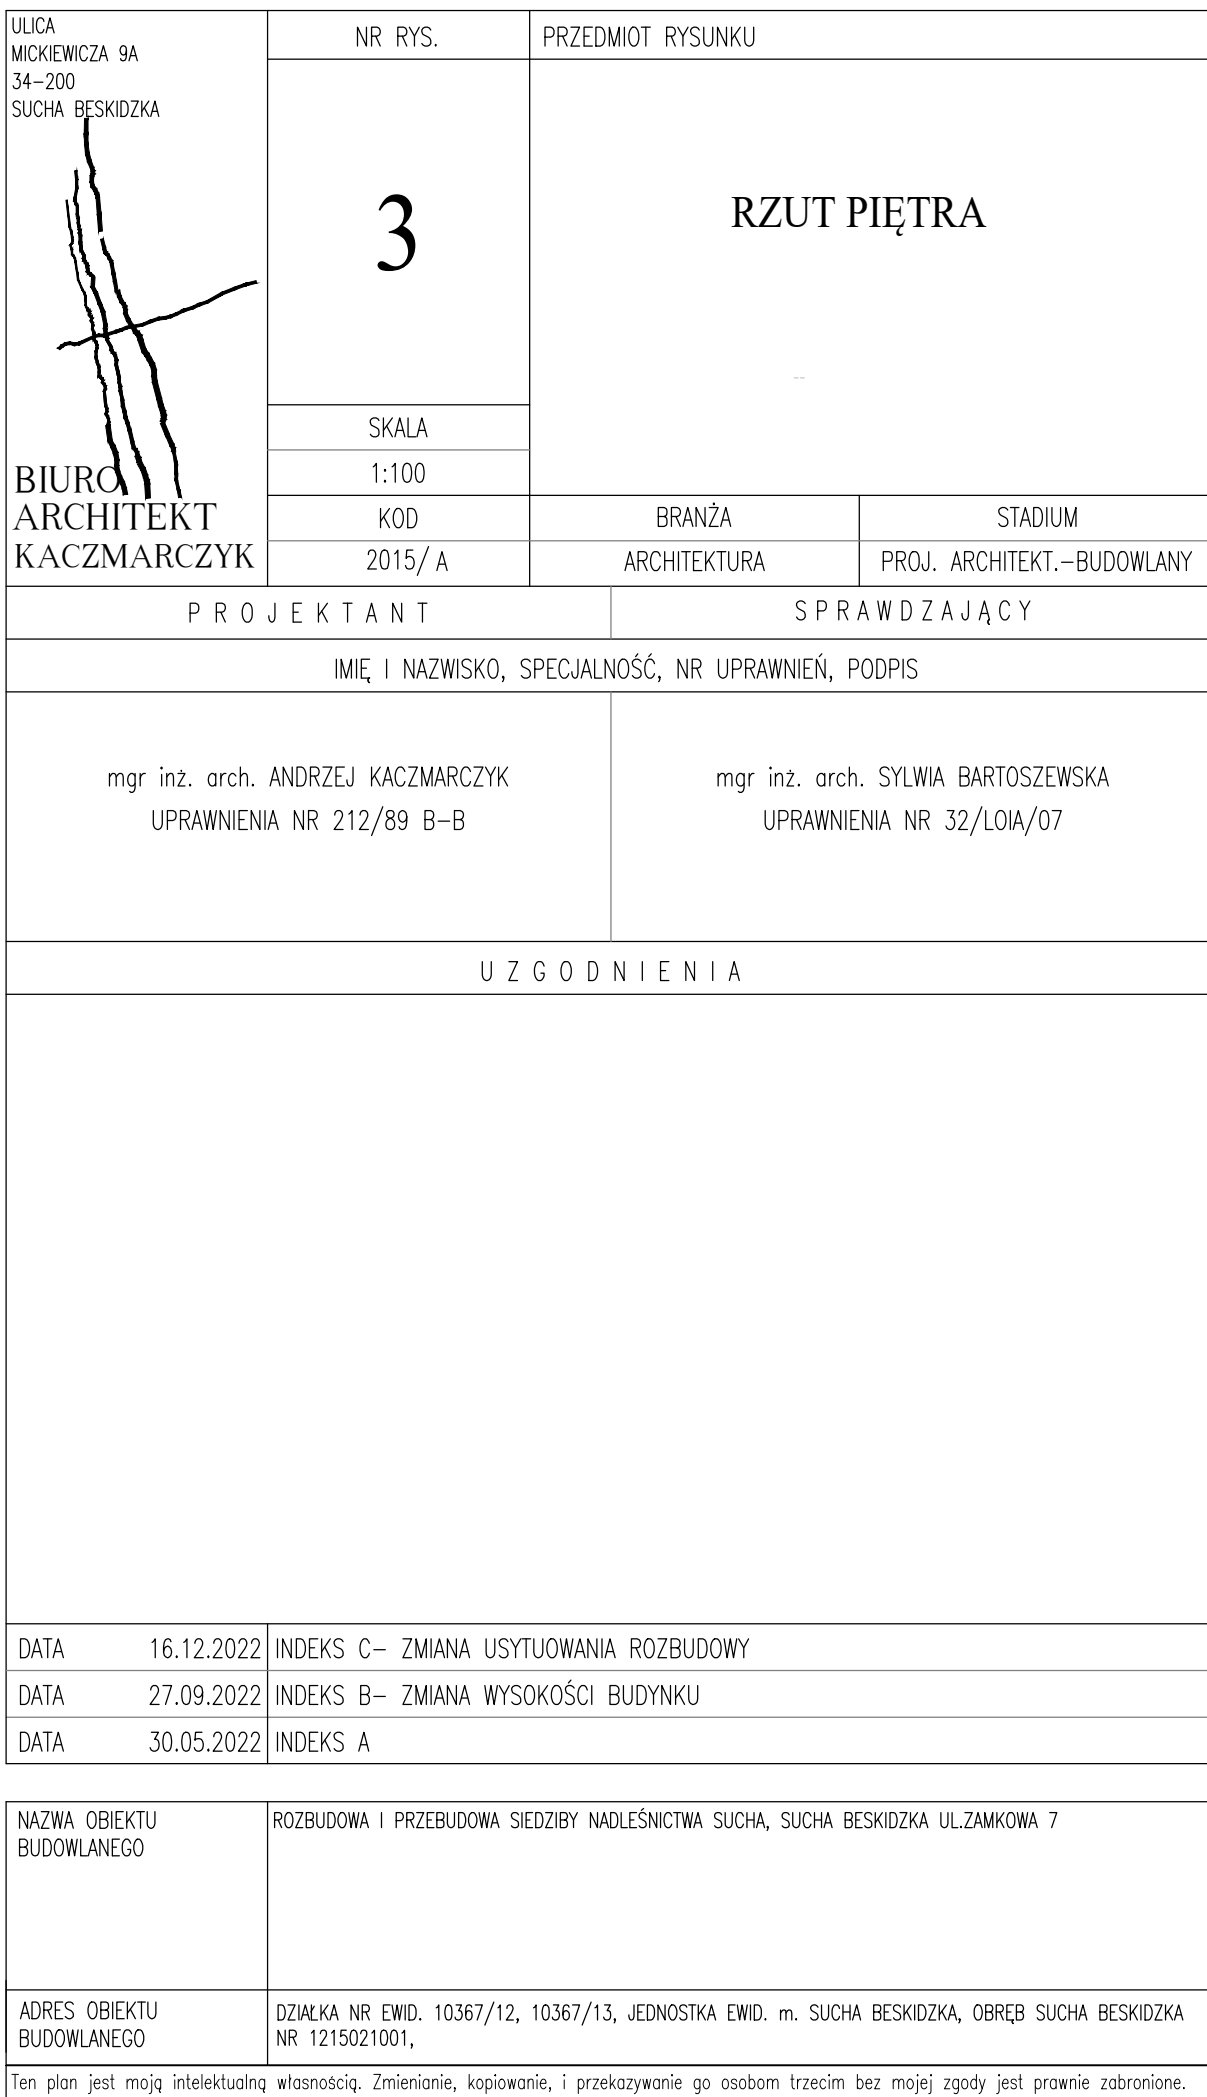 ULICA
MICKIEWICZA 9A
34-200
SUCHA BESKIDZKA
BIURO
ARCHITEKT
KACZMARCZYK
NR RYS.
3
SKALA
1:100
KOD
2015/ A
PRZEDMIOT RYSUNKU
RZUT PIĘTRA
--
BRANŻA
ARCHITEKTURA
STADIUM
PROJ. ARCHITEKT.-BUDOWLANY
PROJEKTANT
SPRAWDZAJĄCY
IMIĘ I NAZWISKO, SPECJALNOŚĆ, NR UPRAWNIEŃ, PODPIS
mgr inż. arch. ANDRZEJ KACZMARCZYK
UPRAWNIENIA NR 212/89 B-B
mgr inż. arch. SYLWIA BARTOSZEWSKA
UPRAWNIENIA NR 32/LOIA/07
UZGODNIENIA
DATA 16.12.2022 INDEKS C- ZMIANA USYTUOWANIA ROZBUDOWY
DATA 27.09.2022 INDEKS B- ZMIANA WYSOKOŚCI BUDYNKU
DATA 30.05.2022 INDEKS A
NAZWA OBIEKTU
BUDOWLANEGO
ROZBUDOWA I PRZEBUDOWA SIEDZIBY NADLEŚNICTWA SUCHA, SUCHA BESKIDZKA UL.ZAMKOWA 7
ADRES OBIEKTU
BUDOWLANEGO
DZIAŁKA NR EWID. 10367/12, 10367/13, JEDNOSTKA EWID. m. SUCHA BESKIDZKA, OBRĘB SUCHA BESKIDZKA
NR 1215021001,
Ten plan jest moją intelektualną własnością. Zmienianie, kopiowanie, i przekazywanie go osobom trzecim bez mojej zgody jest prawnie zabronione.